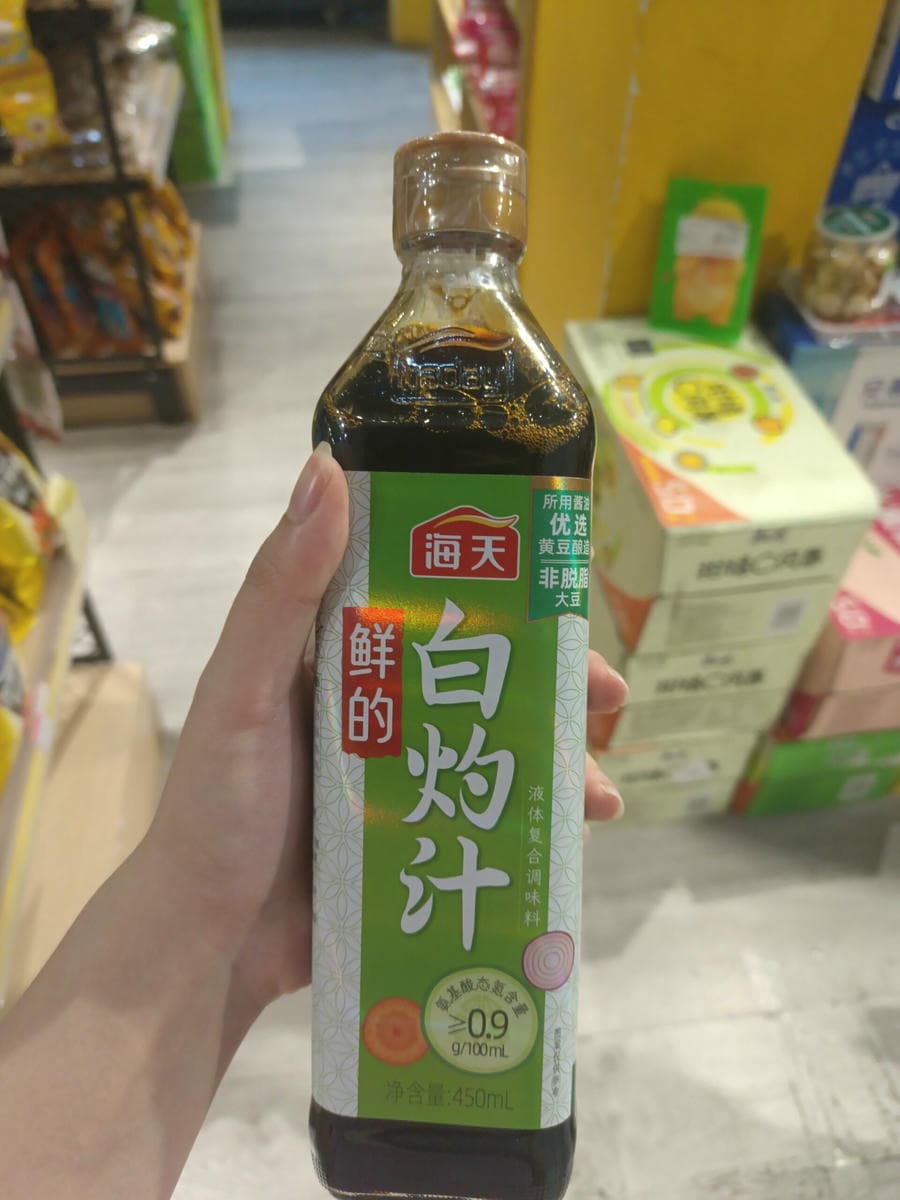 Haday
海天
所用酱油
优选
黄豆酿造
非脱脂
大豆
鲜的
白灼汁
液体复合调味料
氨基酸态氮含量
≥0.9
g/100mL
净含量:450mL